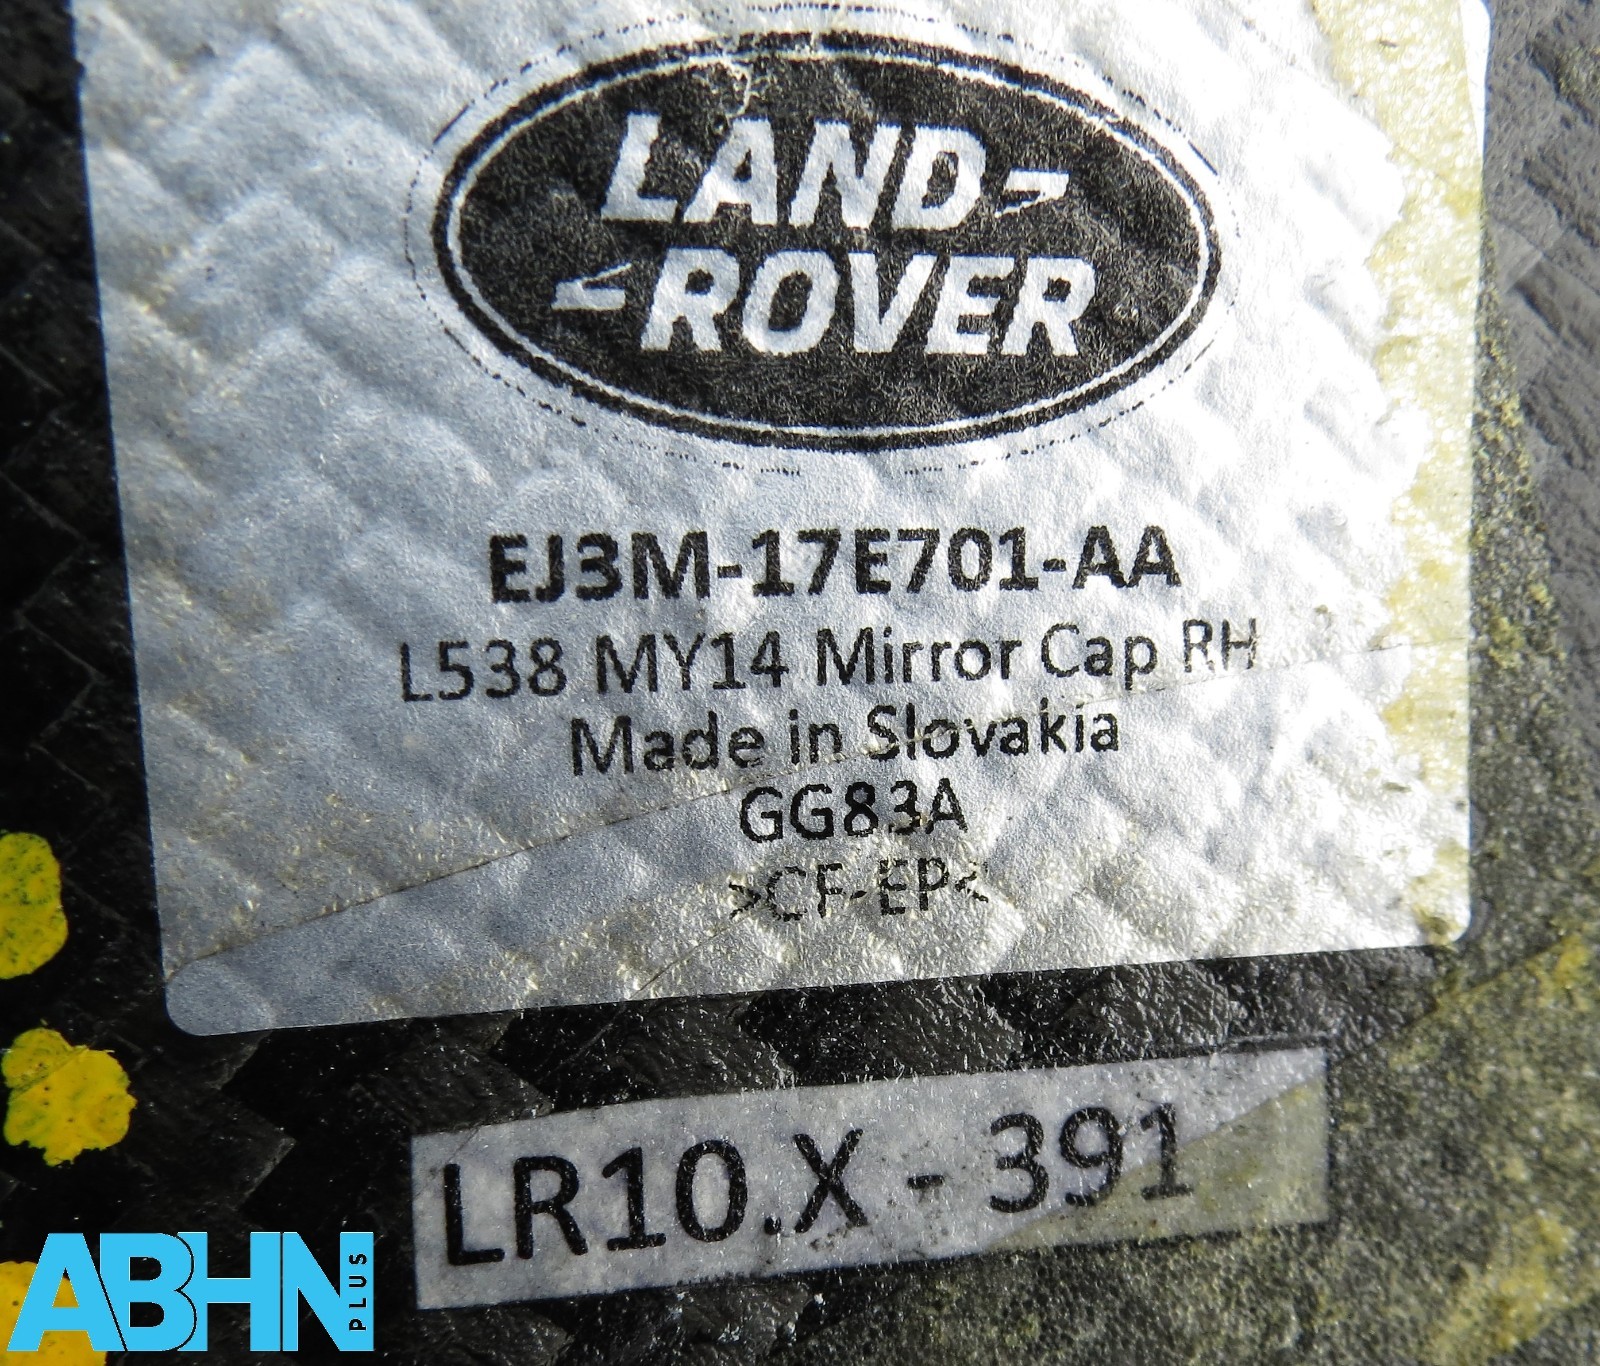 LAND
ROVER
EJ3M-17E701-AA
L538 MY14 Mirror Cap RH
Made in Slovakia
GG83A
>CF-EP<
LR10.X - 391
ABHN
PLUS